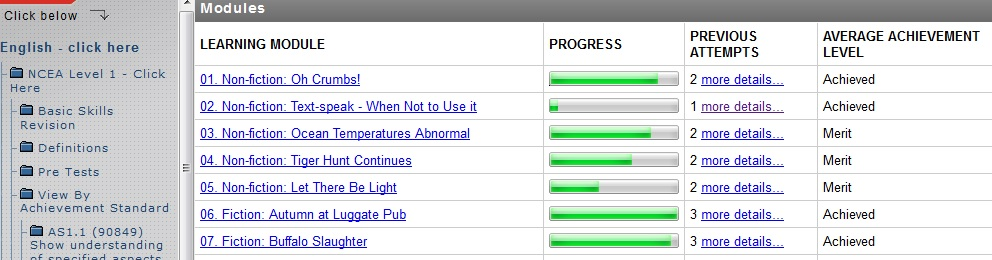 Click below
English - click here
NCEA Level 1 - Click
Here
Basic Skills
Revision
Definitions
Pre Tests
View By
Achievement Standard
AS1.1 (90849)
Show understanding
of specified aspects
Modules
LEARNING MODULE PROGRESS PREVIOUS ATTEMPTS AVERAGE ACHIEVEMENT LEVEL
01. Non-fiction: Oh Crumbs! 2 more details... Achieved
02. Non-fiction: Text-speak - When Not to Use it 1 more details... Achieved
03. Non-fiction: Ocean Temperatures Abnormal 2 more details... Merit
04. Non-fiction: Tiger Hunt Continues 2 more details... Merit
05. Non-fiction: Let There Be Light 2 more details... Merit
06. Fiction: Autumn at Luggate Pub 3 more details... Achieved
07. Fiction: Buffalo Slaughter 3 more details... Achieved